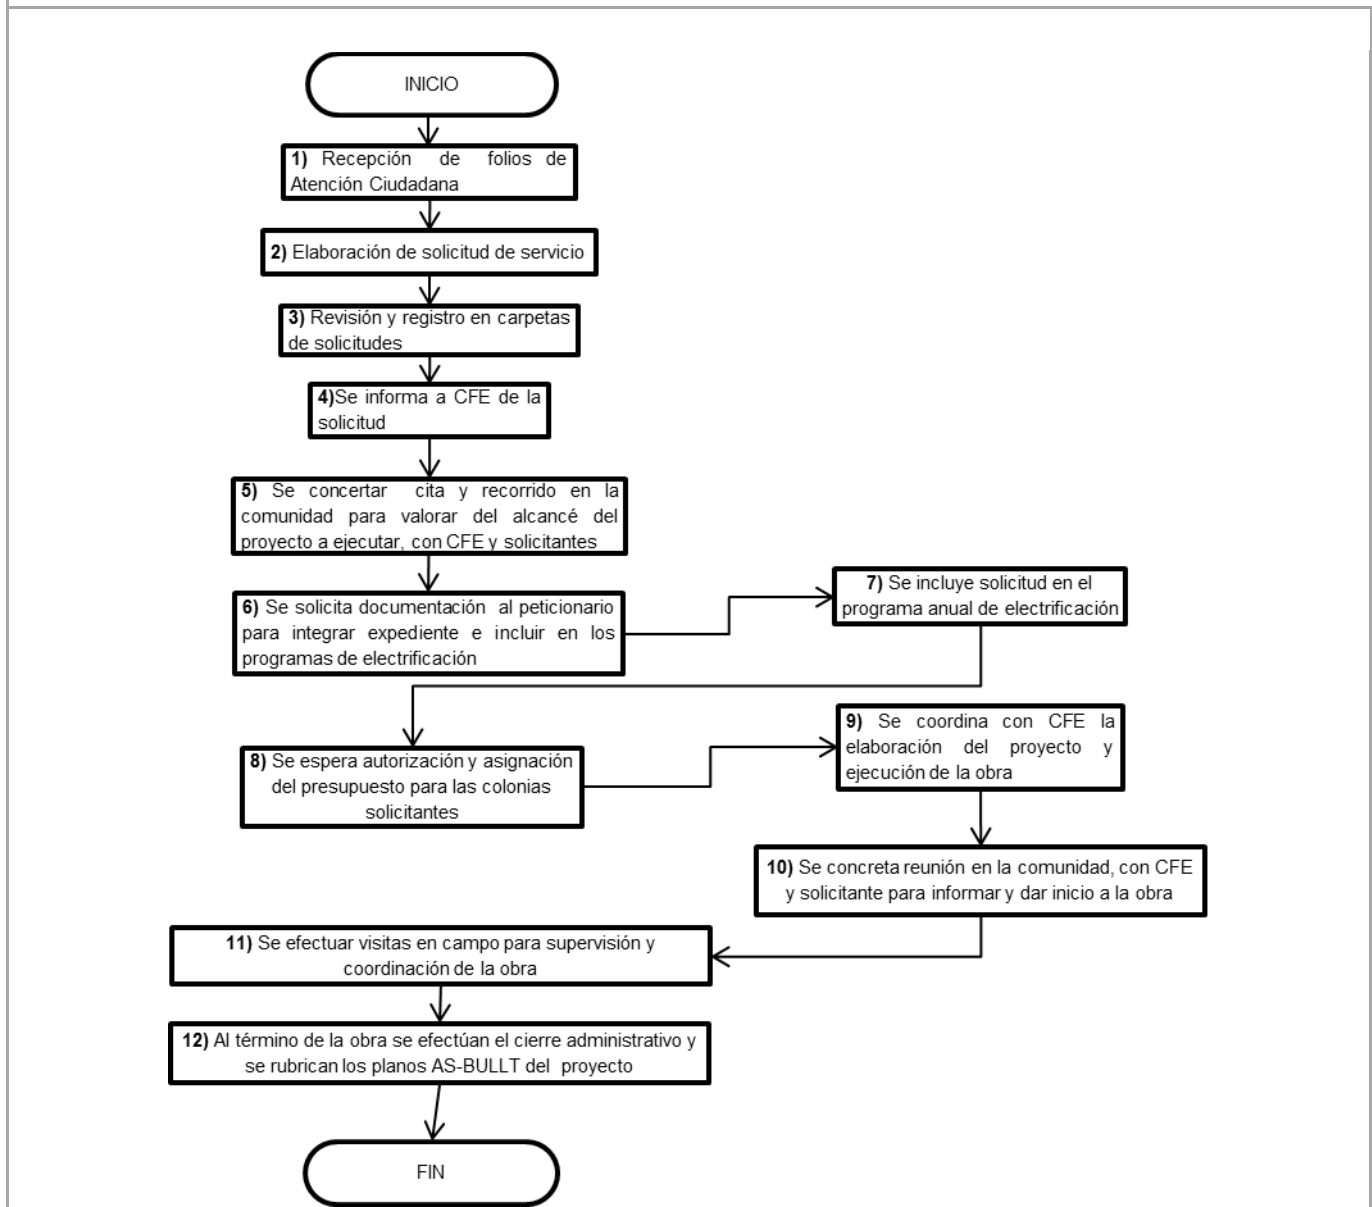 INICIO
1) Recepción de folios de
Atención Ciudadana
2) Elaboración de solicitud de servicio
3) Revisión y registro en carpetas
de solicitudes
4)Se informa a CFE de la
solicitud
5) Se concertar cita y recorrido en la
comunidad para valorar del alcancé del
proyecto a ejecutar, con CFE y solicitantes
6) Se solicita documentación al peticionario
para integrar expediente e incluir en los
programas de electrificación
7) Se incluye solicitud en el
programa anual de electrificación
8) Se espera autorización y asignación
del presupuesto para las colonias
solicitantes
9) Se coordina con CFE la
elaboración del proyecto y
ejecución de la obra
10) Se concreta reunión en la comunidad, con CFE
y solicitante para informar y dar inicio a la obra
11) Se efectuar visitas en campo para supervisión y
coordinación de la obra
12) Al término de la obra se efectúan el cierre administrativo y
se rubrican los planos AS-BULLT del proyecto
FIN